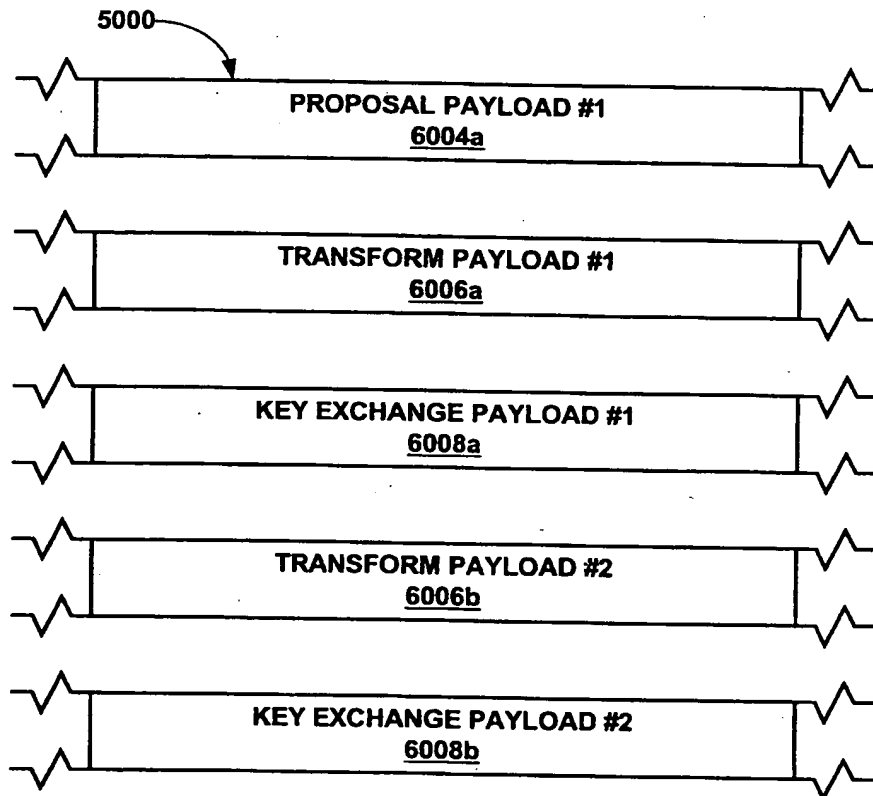 5000
PROPOSAL PAYLOAD #1
6004a
TRANSFORM PAYLOAD #1
6006a
KEY EXCHANGE PAYLOAD #1
6008a
TRANSFORM PAYLOAD #2
6006b
KEY EXCHANGE PAYLOAD #2
6008b